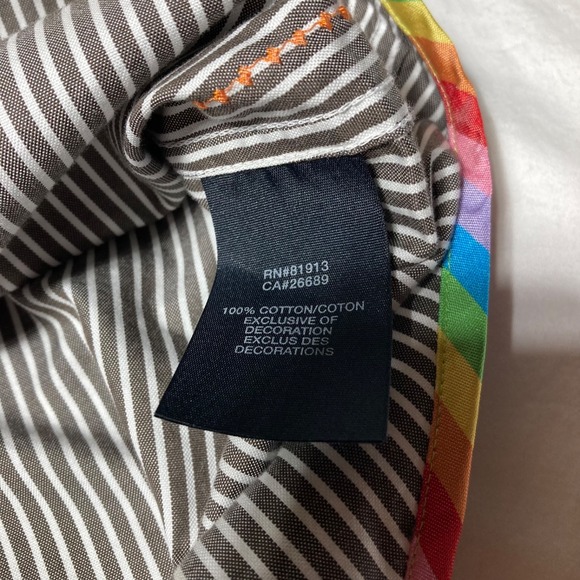 RN#81913
CA#26689
100% COTTON/COTON
EXCLUSIVE OF
DECORATION
EXCLUS DES
DECORATIONS